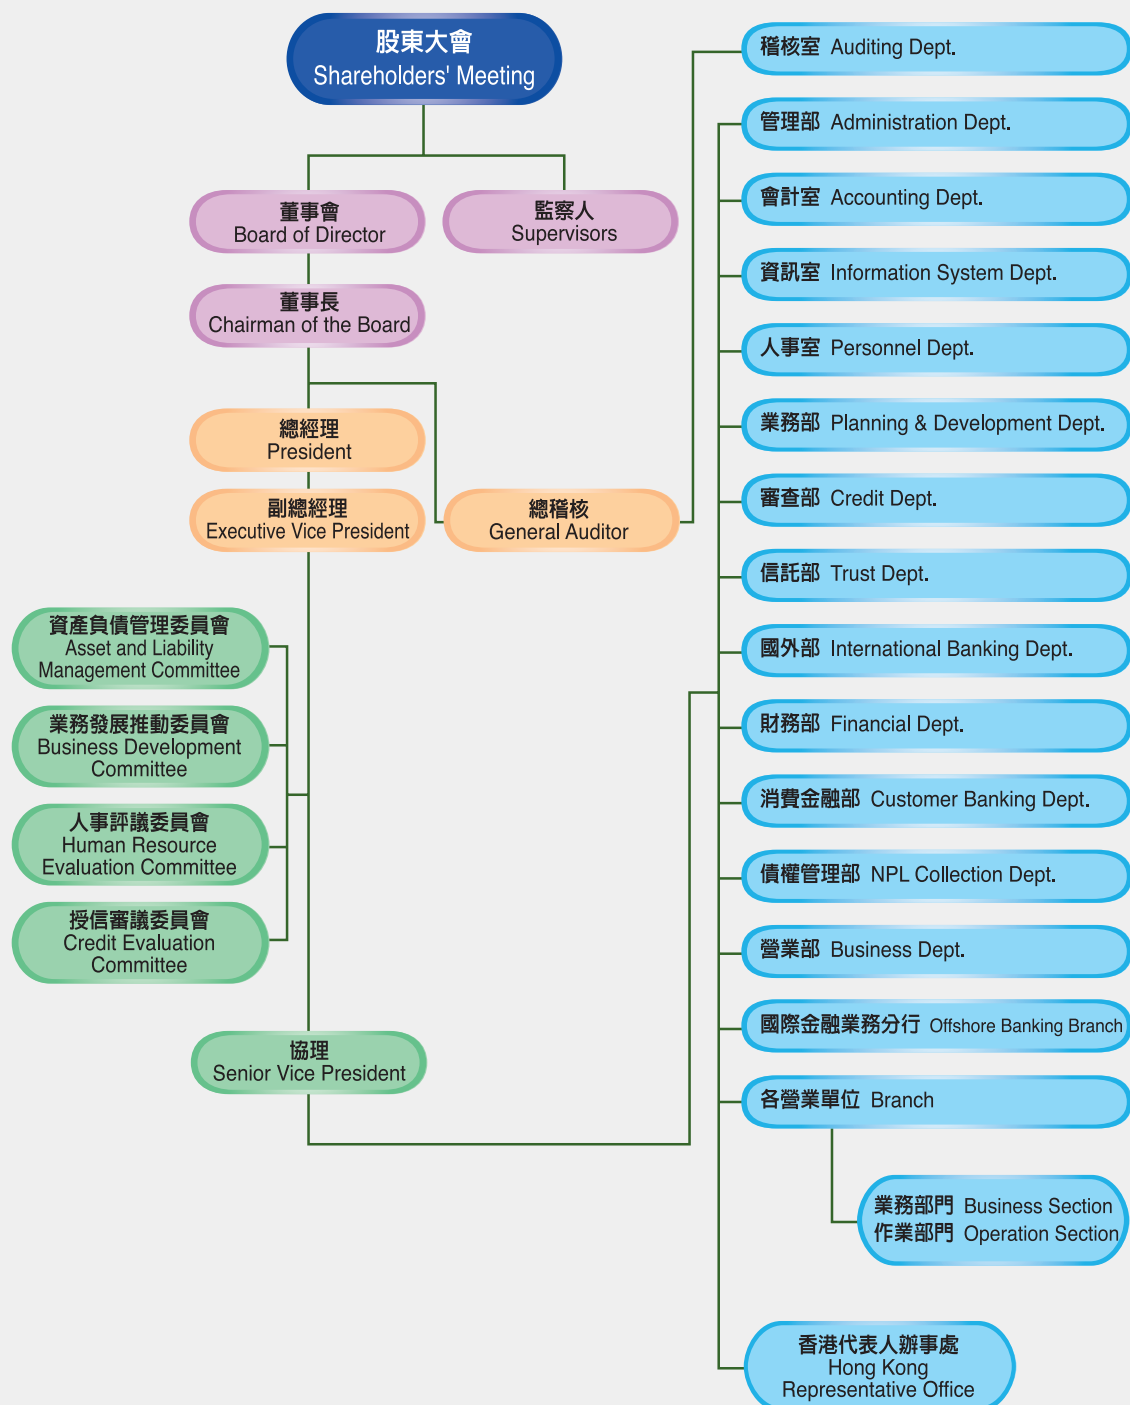 股東大會
Shareholders' Meeting
董事會
Board of Director
監察人
Supervisors
董事長
Chairman of the Board
總經理
President
副總經理
Executive Vice President
總稽核
General Auditor
資產負債管理委員會
Asset and Liability
Management Committee
業務發展推動委員會
Business Development
Committee
人事評議委員會
Human Resource
Evaluation Committee
授信審議委員會
Credit Evaluation
Committee
協理
Senior Vice President
稽核室 Auditing Dept.
管理部 Administration Dept.
會計室 Accounting Dept.
資訊室 Information System Dept.
人事室 Personnel Dept.
業務部 Planning & Development Dept.
審查部 Credit Dept.
信託部 Trust Dept.
國外部 International Banking Dept.
財務部 Financial Dept.
消費金融部 Customer Banking Dept.
債權管理部 NPL Collection Dept.
營業部 Business Dept.
國際金融業務分行 Offshore Banking Branch
各營業單位 Branch
業務部門 Business Section
作業部門 Operation Section
香港代表人辦事處
Hong Kong
Representative Office